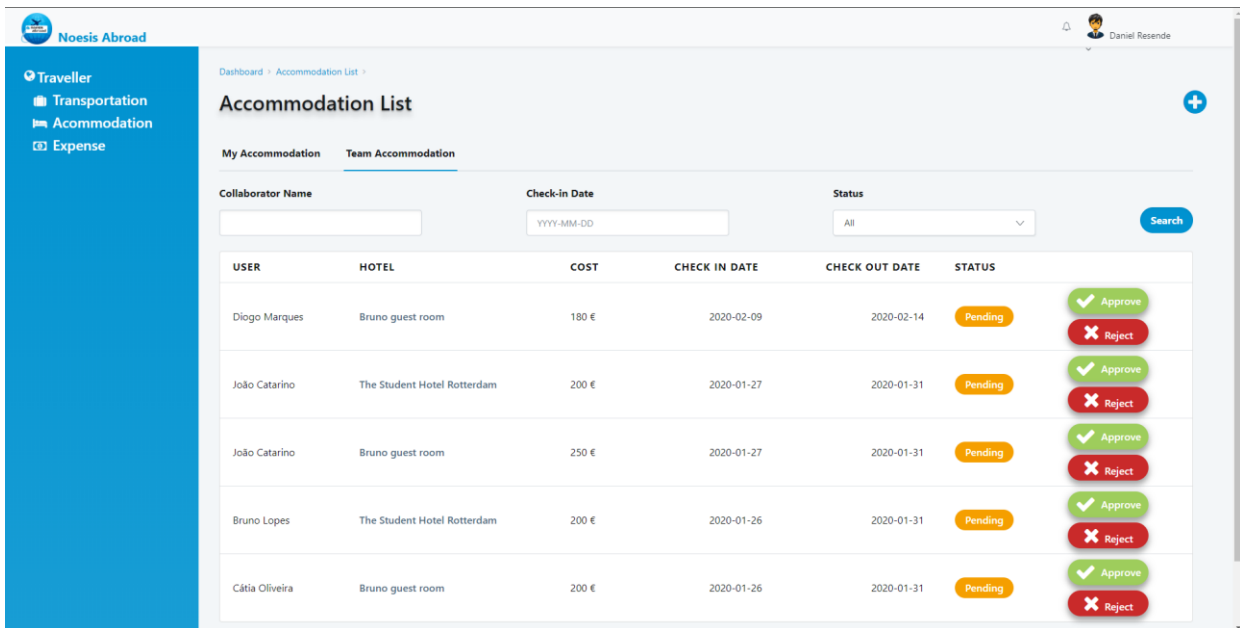 Noesis Abroad
Daniel Resende
Traveller
Transportation
Acommodation
Expense
Dashboard > Accommodation List >
Accommodation List
My Accommodation Team Accommodation
Collaborator Name Check-in Date Status
YYYY-MM-DD All Search
USER HOTEL COST CHECK IN DATE CHECK OUT DATE STATUS
Diogo Marques Bruno guest room 180 € 2020-02-09 2020-02-14 Pending Approve
Reject
João Catarino The Student Hotel Rotterdam 200 € 2020-01-27 2020-01-31 Pending Approve
Reject
João Catarino Bruno guest room 250 € 2020-01-27 2020-01-31 Pending Approve
Reject
Bruno Lopes The Student Hotel Rotterdam 200 € 2020-01-26 2020-01-31 Pending Approve
Reject
Cátia Oliveira Bruno guest room 200 € 2020-01-26 2020-01-31 Pending Approve
Reject